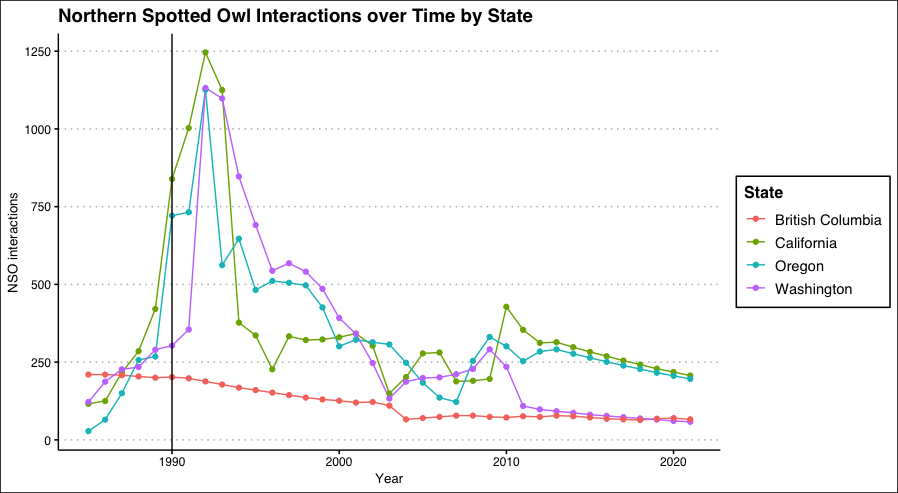 Northern Spotted Owl Interactions over Time by State
NSO interactions
1250
1000
750
500
250
0
1990
2000
2010
2020
Year
State
British Columbia
California
Oregon
Washington